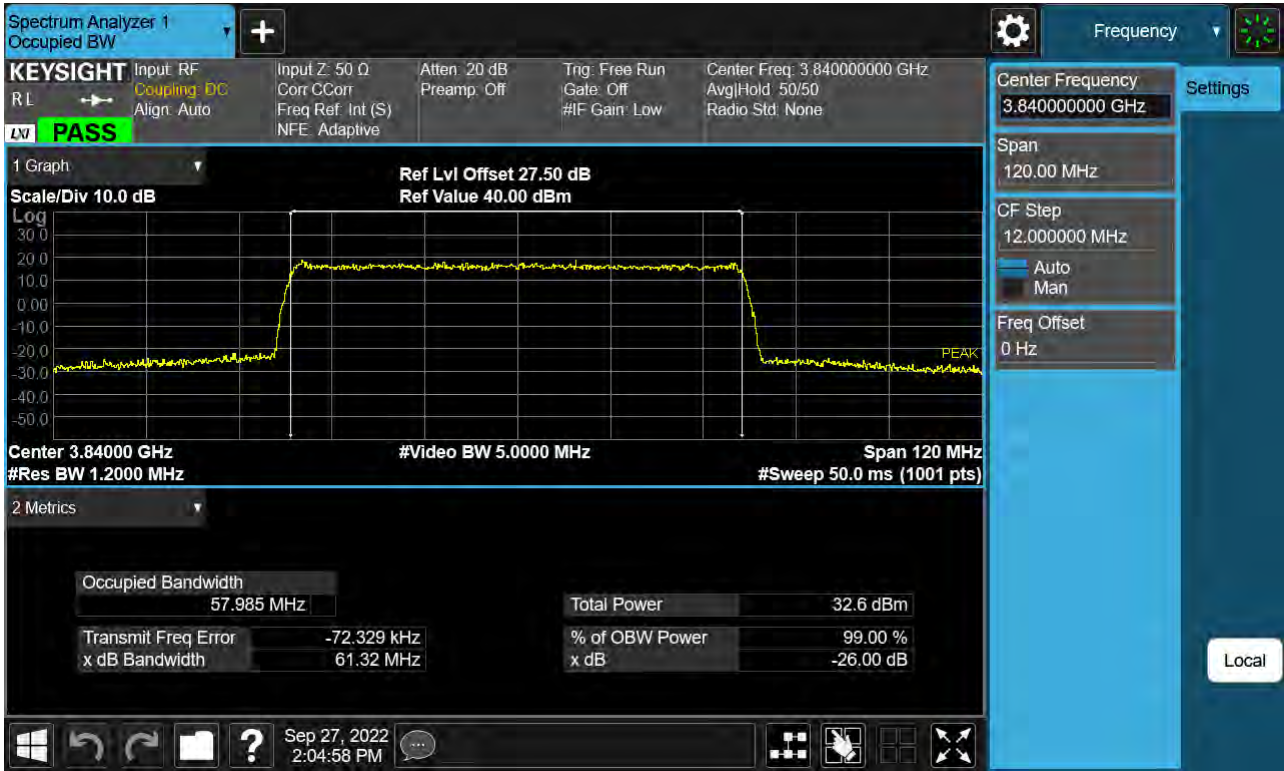 Spectrum Analyzer 1
Occupied BW
Frequency
KEYSIGHT
RL
LXI PASS
Input: RF
Coupling: DC
Align: Auto
Input Z: 50 Ω
Corr CCorr
Freq Ref: Int (S)
NFE: Adaptive
Atten: 20 dB
Preamp: Off
Trig: Free Run
Gate: Off
#IF Gain: Low
Center Freq: 3.840000000 GHz
Avg|Hold: 50/50
Radio Std: None
Center Frequency
3.840000000 GHz
Settings
Span
120.00 MHz
CF Step
12.000000 MHz
Auto
Man
Freq Offset
0 Hz
Local
1 Graph
Scale/Div 10.0 dB
Ref Lvl Offset 27.50 dB
Ref Value 40.00 dBm
Log
30.0
20.0
10.0
0.00
-10.0
-20.0
-30.0
-40.0
-50.0
PEAK
Center 3.84000 GHz
#Video BW 5.0000 MHz
Span 120 MHz
#Res BW 1.2000 MHz
#Sweep 50.0 ms (1001 pts)
2 Metrics
Occupied Bandwidth
57.985 MHz
Total Power 32.6 dBm
Transmit Freq Error -72.329 kHz
% of OBW Power 99.00 %
x dB Bandwidth 61.32 MHz
x dB -26.00 dB
?
Sep 27, 2022
2:04:58 PM